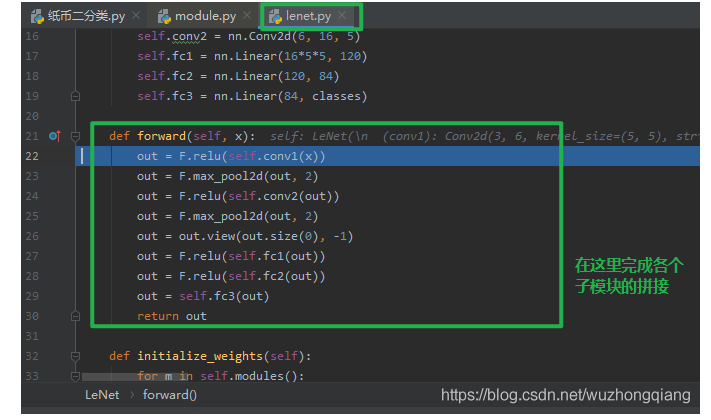 纸币二分类.py × module.py × lenet.py ×
16 self.conv2 = nn.Conv2d(6, 16, 5)
17 self.fc1 = nn.Linear(16*5*5, 120)
18 self.fc2 = nn.Linear(120, 84)
19 self.fc3 = nn.Linear(84, classes)
20
21 def forward(self, x): self: LeNet(\n (conv1): Conv2d(3, 6, kernel_size=(5, 5), str
22 out = F.relu(self.conv1(x))
23 out = F.max_pool2d(out, 2)
24 out = F.relu(self.conv2(out))
25 out = F.max_pool2d(out, 2)
26 out = out.view(out.size(0), -1)
27 out = F.relu(self.fc1(out))
28 out = F.relu(self.fc2(out))
29 out = self.fc3(out)
30 return out
31
32 def initialize_weights(self):
33 for m in self.modules():
在这里完成各个
子模块的拼接
LeNet › forward()
https://blog.csdn.net/wuzhongqiang